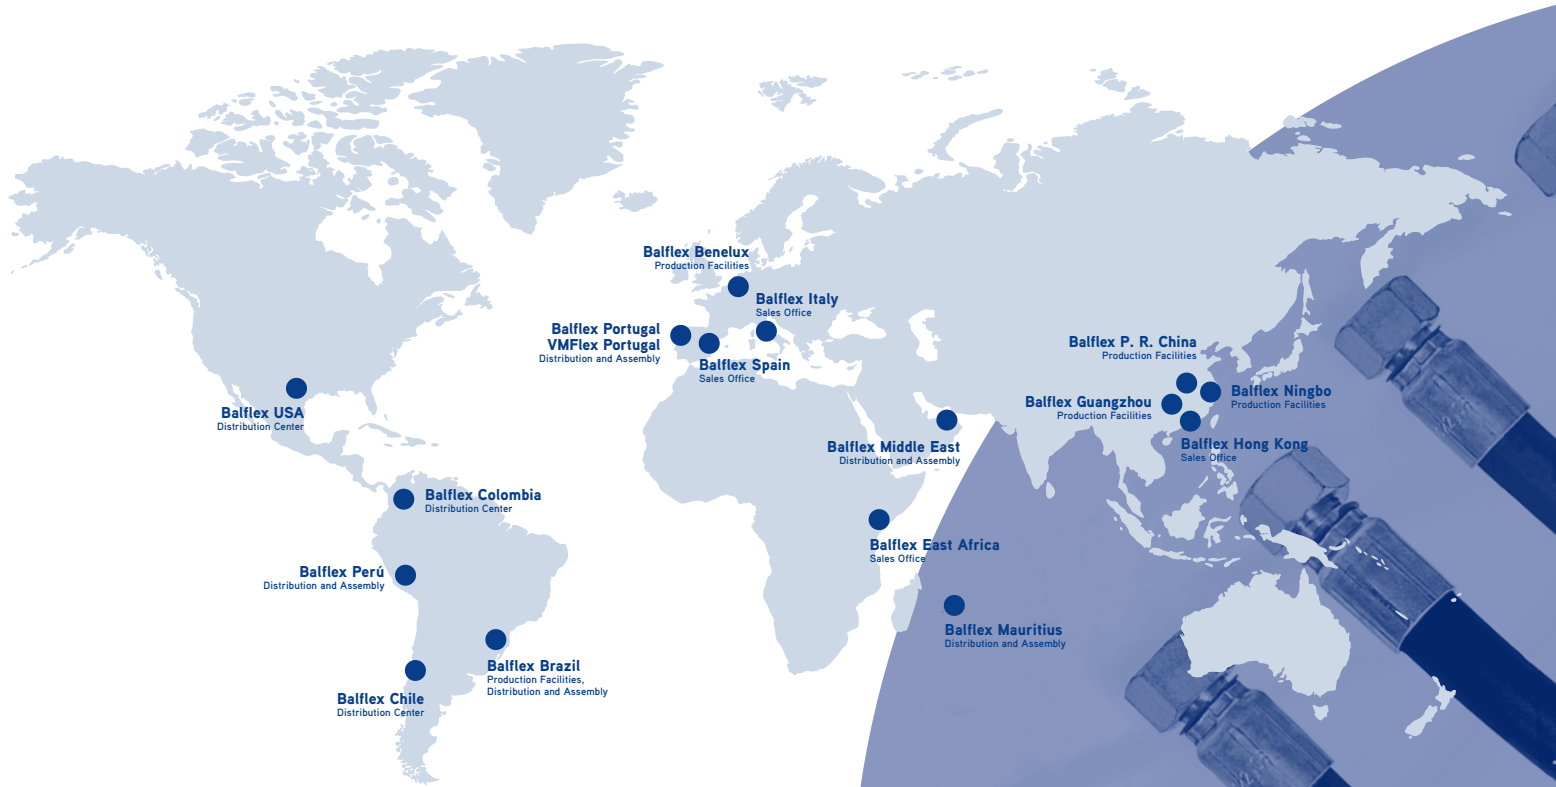 Balflex Benelux
Production Facilities
Balflex Italy
Sales Office
Balflex Portugal
VMFlex Portugal
Distribution and Assembly
Balflex Spain
Sales Office
Balflex P. R. China
Production Facilities
Balflex Ningbo
Production Facilities
Balflex Guangzhou
Production Facilities
Balflex Hong Kong
Sales Office
Balflex USA
Distribution Center
Balflex Middle East
Distribution and Assembly
Balflex Colombia
Distribution Center
Balflex East Africa
Sales Office
Balflex Perú
Distribution and Assembly
Balflex Mauritius
Distribution and Assembly
Balflex Brazil
Production Facilities,
Distribution and Assembly
Balflex Chile
Distribution Center